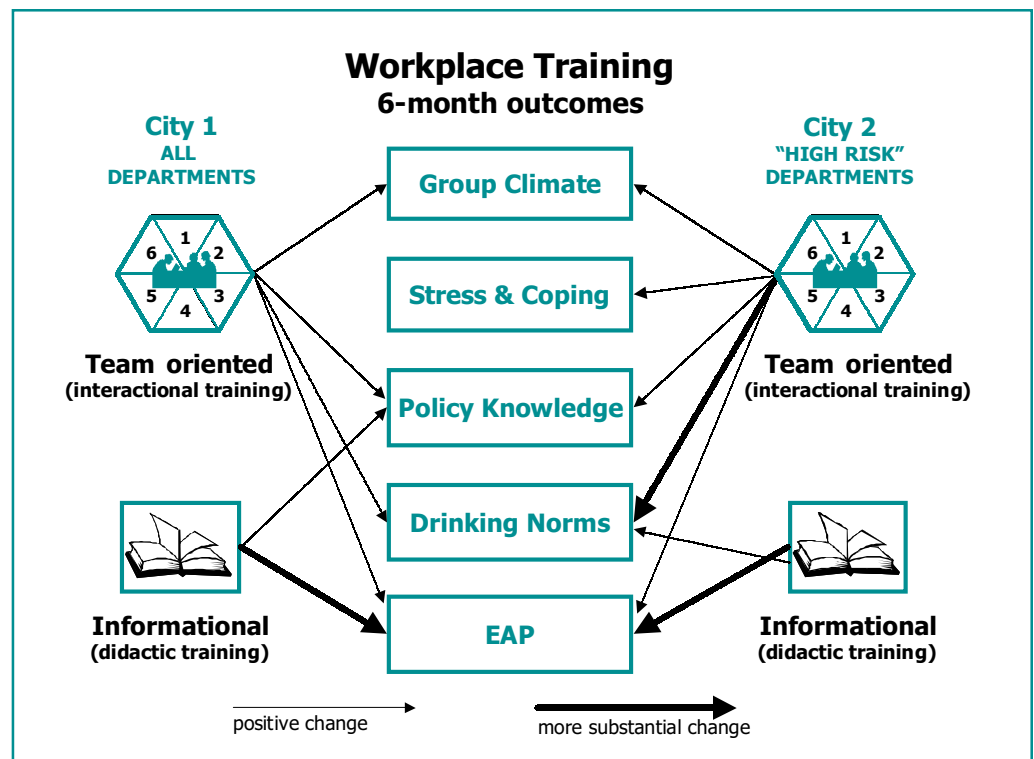 Workplace Training
6-month outcomes
City 1
ALL
DEPARTMENTS
City 2
“HIGH RISK”
DEPARTMENTS
Group Climate
Stress & Coping
Policy Knowledge
Drinking Norms
EAP
1
2
3
4
5
6
Team oriented
(interactional training)
1
2
3
4
5
6
Team oriented
(interactional training)
Informational
(didactic training)
Informational
(didactic training)
positive change
more substantial change